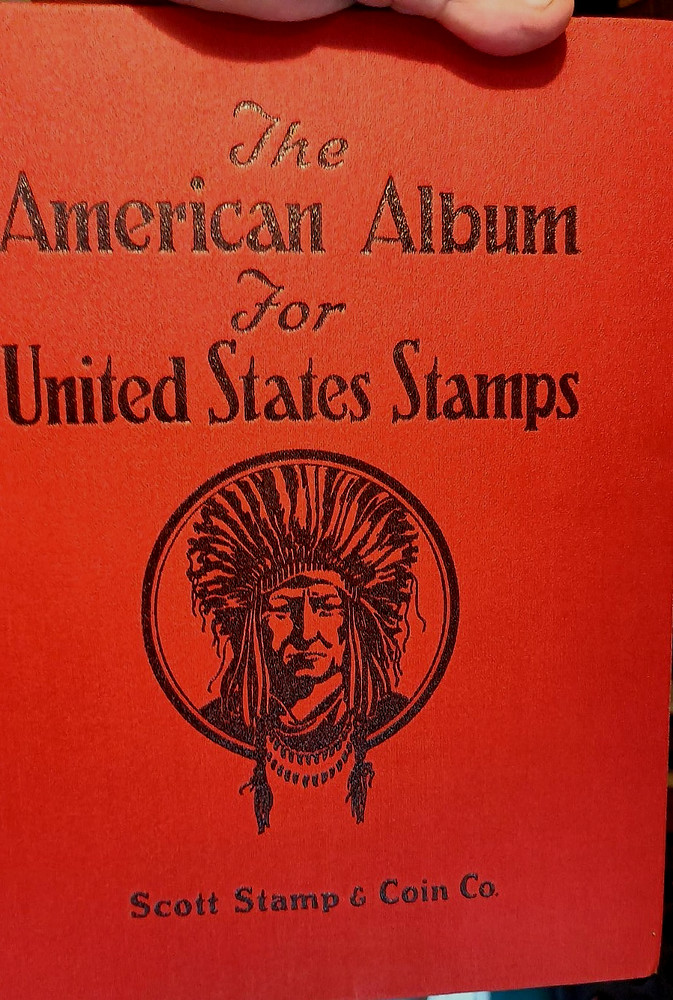 The
American Album
For
United States Stamps
Scott Stamp & Coin Co.